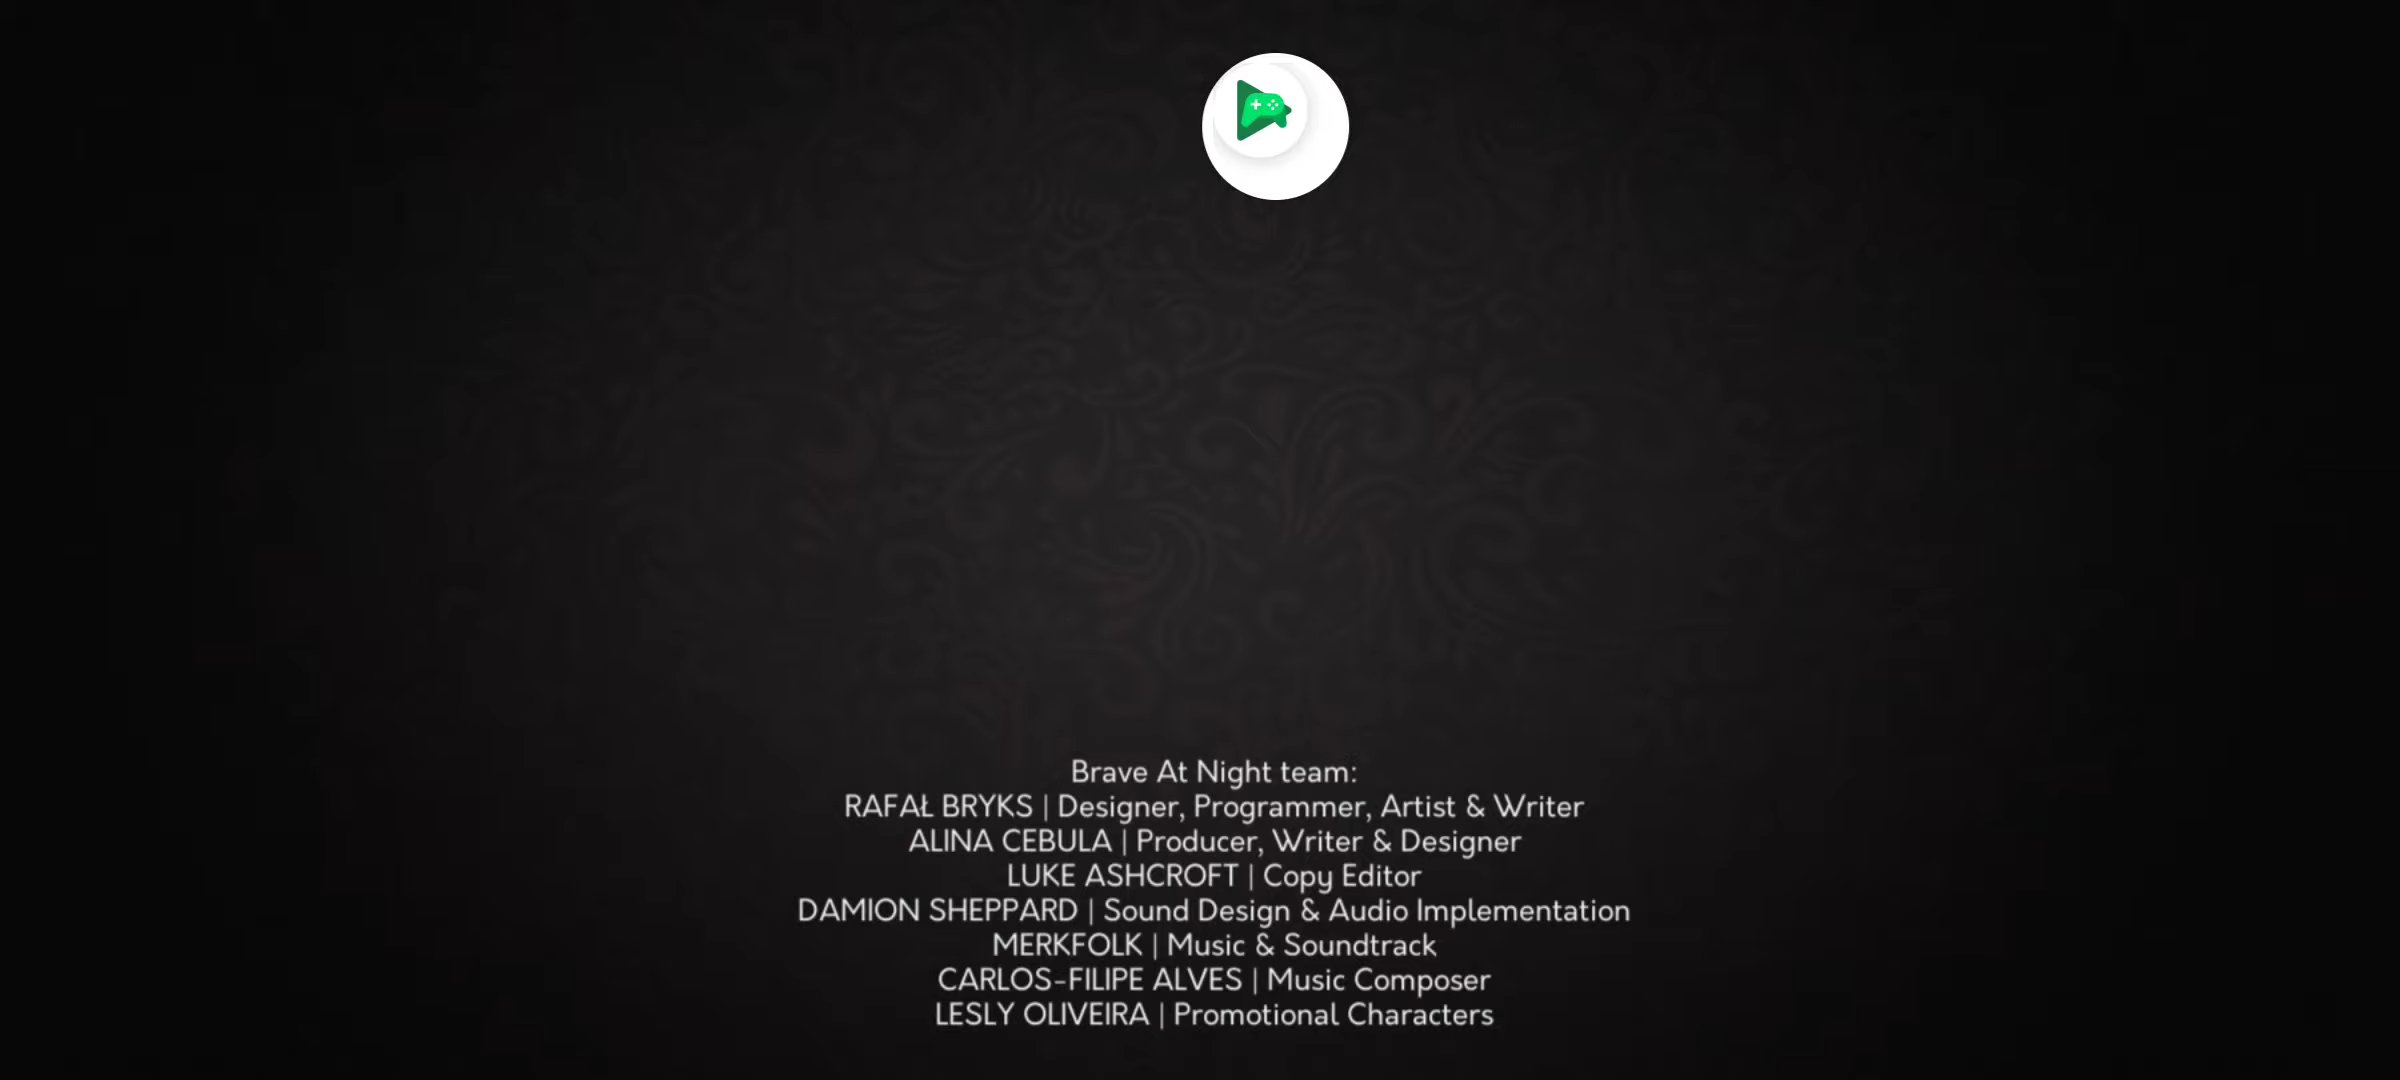 Brave At Night team:
RAFAŁ BRYKS | Designer, Programmer, Artist & Writer
ALINA CEBULA | Producer, Writer & Designer
LUKE ASHCROFT | Copy Editor
DAMION SHEPPARD | Sound Design & Audio Implementation
MERKFOLK | Music & Soundtrack
CARLOS-FILIPE ALVES | Music Composer
LESLY OLIVEIRA | Promotional Characters